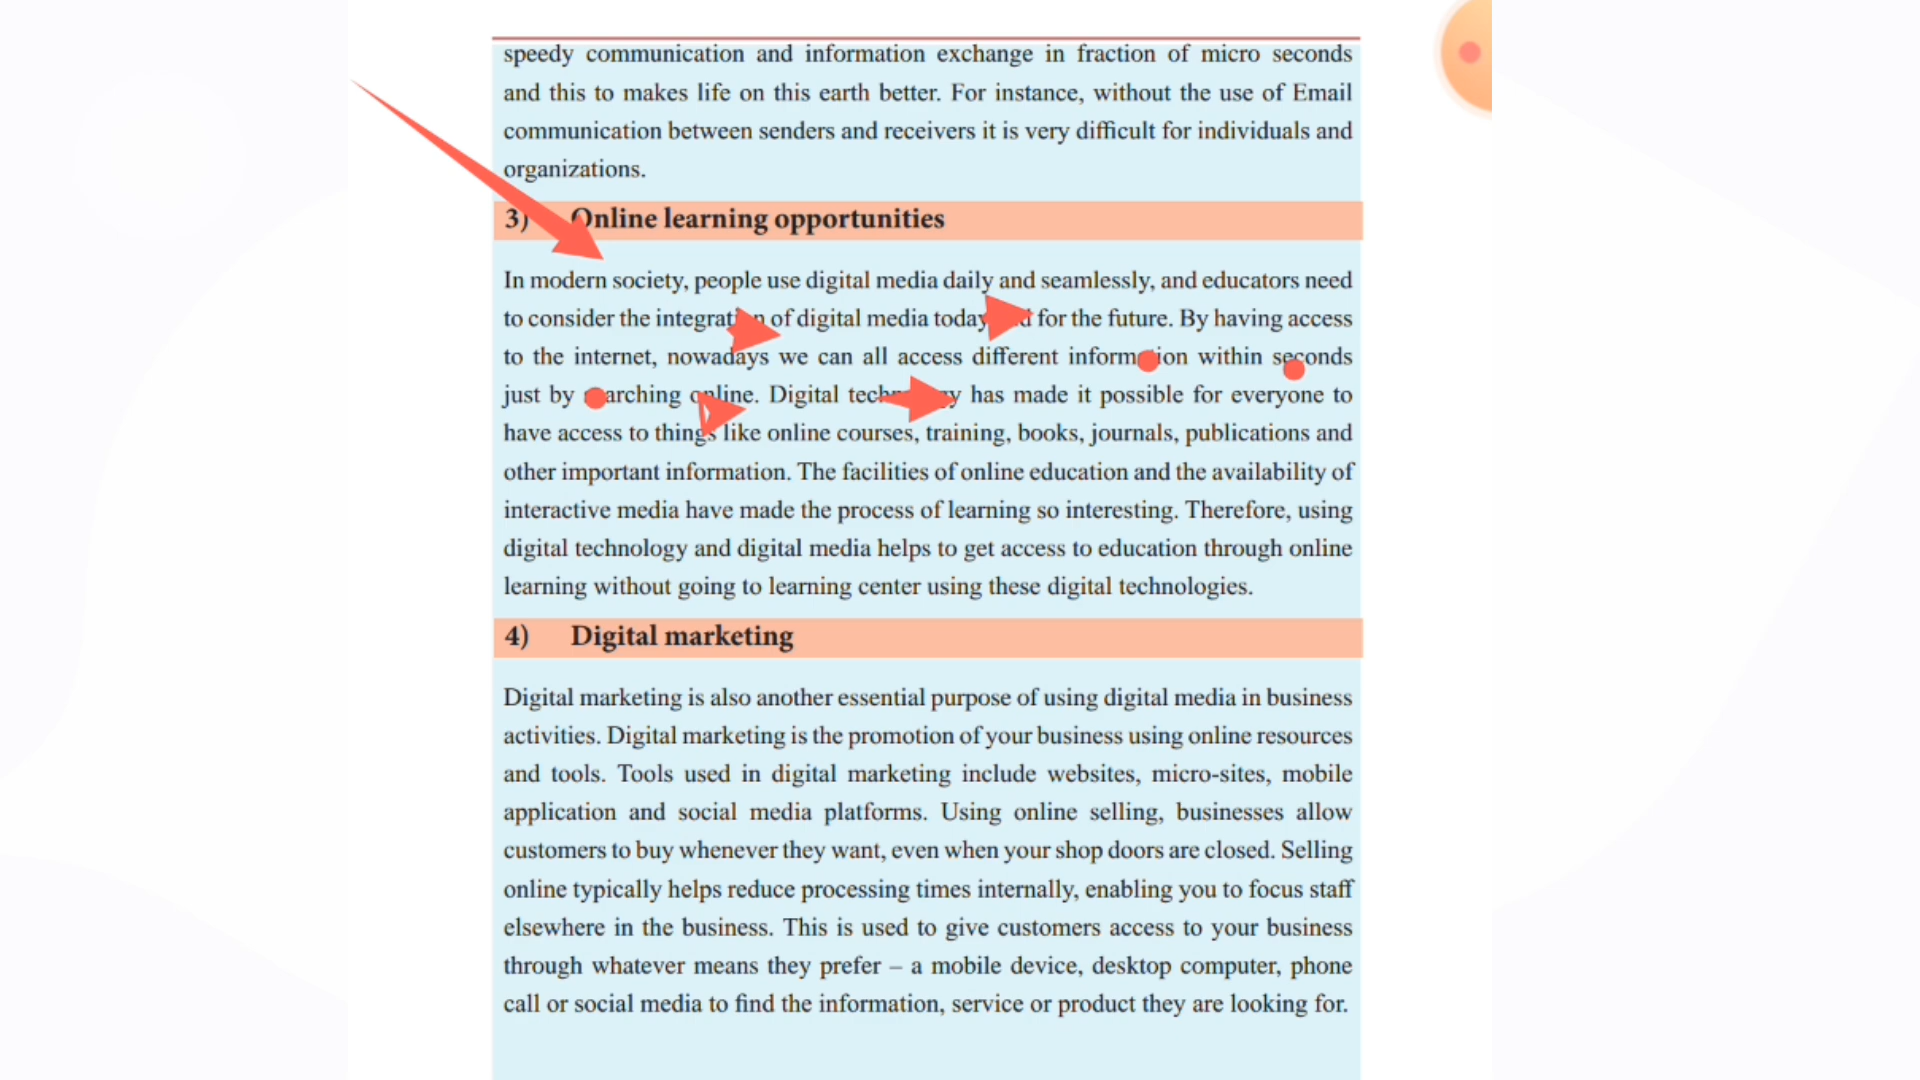 speedy communication and information exchange in fraction of micro seconds
and this to makes life on this earth better. For instance, without the use of Email
communication between senders and receivers it is very difficult for individuals and
organizations.
3) Online learning opportunities
In modern society, people use digital media daily and seamlessly, and educators need
to consider the integration of digital media today and for the future. By having access
to the internet, nowadays we can all access different information within seconds
just by searching online. Digital technology has made it possible for everyone to
have access to things like online courses, training, books, journals, publications and
other important information. The facilities of online education and the availability of
interactive media have made the process of learning so interesting. Therefore, using
digital technology and digital media helps to get access to education through online
learning without going to learning center using these digital technologies.
4) Digital marketing
Digital marketing is also another essential purpose of using digital media in business
activities. Digital marketing is the promotion of your business using online resources
and tools. Tools used in digital marketing include websites, micro-sites, mobile
application and social media platforms. Using online selling, businesses allow
customers to buy whenever they want, even when your shop doors are closed. Selling
online typically helps reduce processing times internally, enabling you to focus staff
elsewhere in the business. This is used to give customers access to your business
through whatever means they prefer – a mobile device, desktop computer, phone
call or social media to find the information, service or product they are looking for.